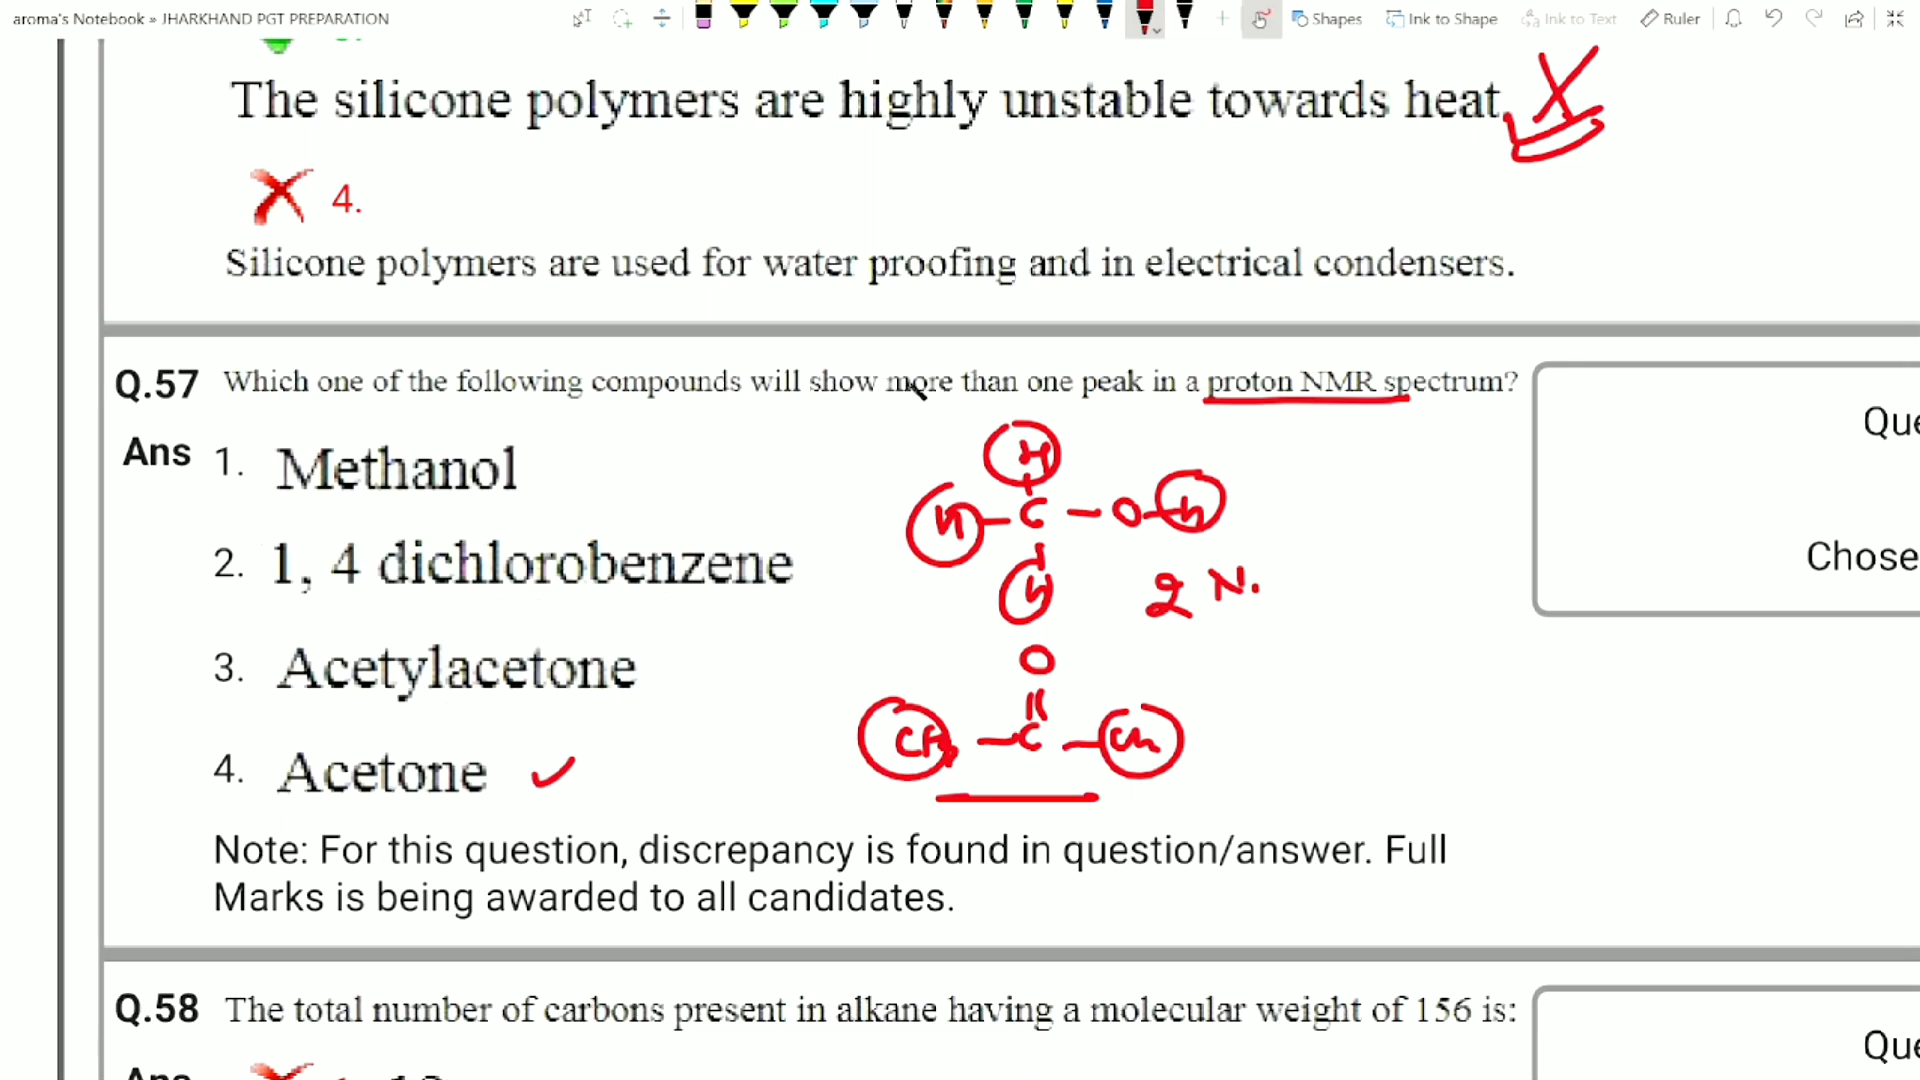 aroma's Notebook » JHARKHAND PGT PREPARATION
Shapes Ink to Shape Ink to Text Ruler
The silicone polymers are highly unstable towards heat.
4.
Silicone polymers are used for water proofing and in electrical condensers.
Q.57 Which one of the following compounds will show more than one peak in a proton NMR spectrum?
Ans 1. Methanol
2. 1, 4 dichlorobenzene
3. Acetylacetone
4. Acetone
H
H - C - O - H
H
2 N.
O
CH3 - C - CH3
Note: For this question, discrepancy is found in question/answer. Full
Marks is being awarded to all candidates.
Que
Chose
Q.58 The total number of carbons present in alkane having a molecular weight of 156 is:
Que
Ans